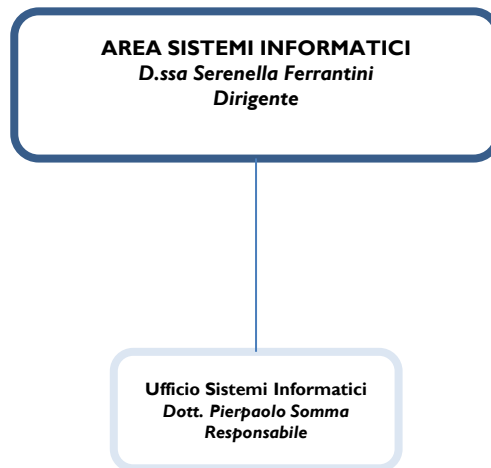 AREA SISTEMI INFORMATICI
D.ssa Serenella Ferrantini
Dirigente
Ufficio Sistemi Informatici
Dott. Pierpaolo Somma
Responsabile